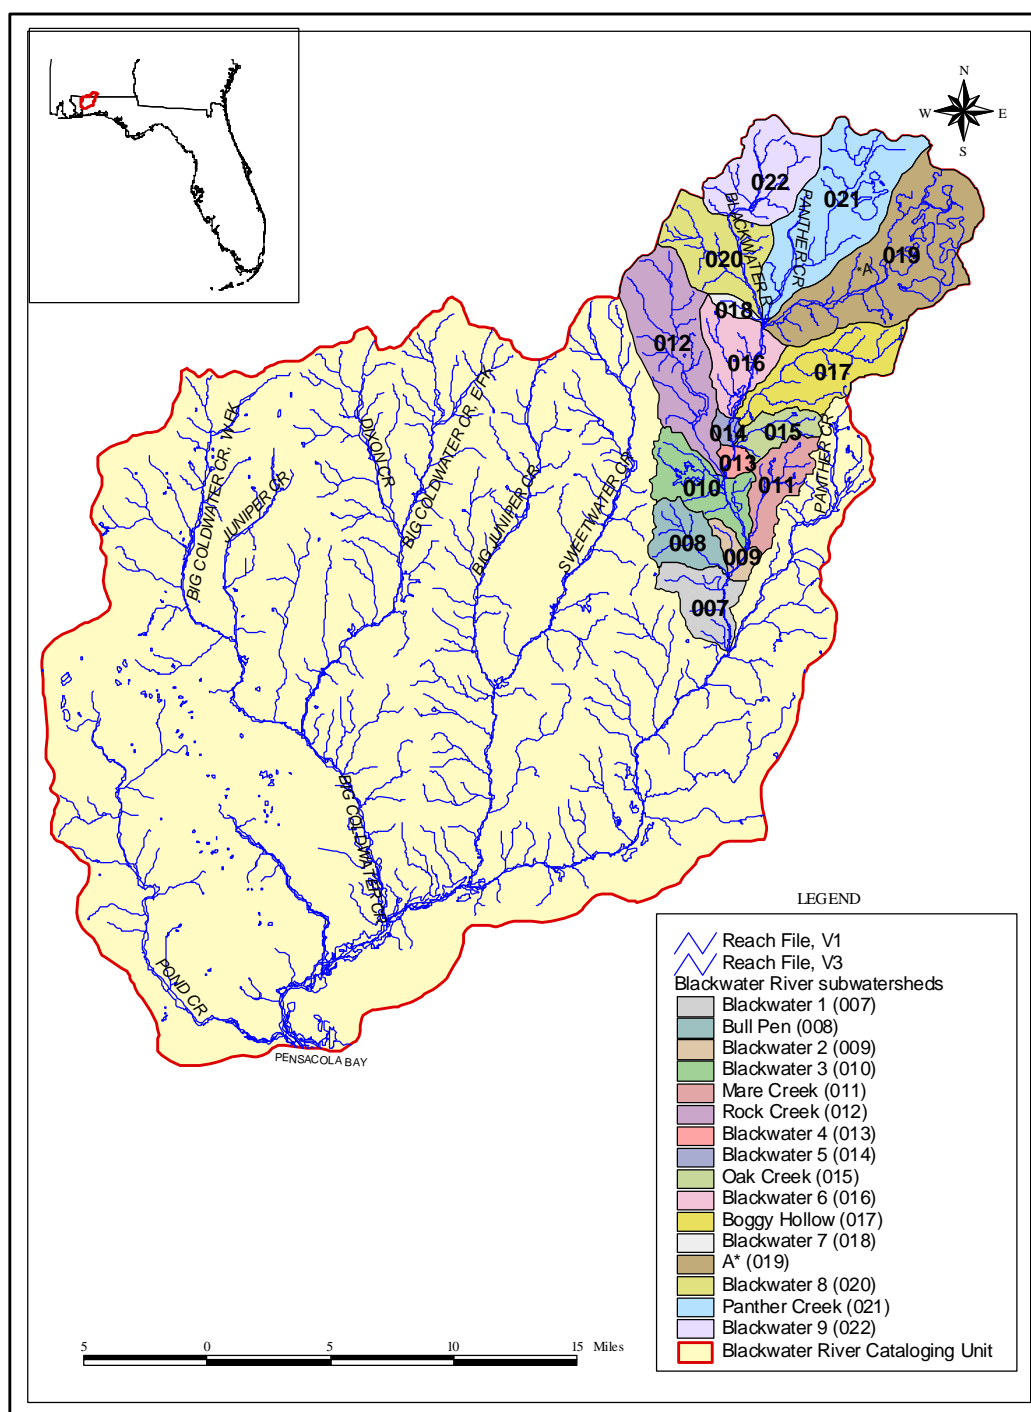 N
W E
S
022
021
BLACKWATER R
PANTHER CR
020
019
*A
018
012
016
017
014
015
013
010
011
PANTHER CR
008
009
007
BIG COLDWATER CR, W FK
JUNIPER CR
DIXON CR
BIG COLDWATER CR, E FK
BIG JUNIPER CR
SWEETWATER CR
BIG COLDWATER CR
POND CR
PENSACOLA BAY
LEGEND
Reach File, V1
Reach File, V3
Blackwater River subwatersheds
Blackwater 1 (007)
Bull Pen (008)
Blackwater 2 (009)
Blackwater 3 (010)
Mare Creek (011)
Rock Creek (012)
Blackwater 4 (013)
Blackwater 5 (014)
Oak Creek (015)
Blackwater 6 (016)
Boggy Hollow (017)
Blackwater 7 (018)
A* (019)
Blackwater 8 (020)
Panther Creek (021)
Blackwater 9 (022)
Blackwater River Cataloging Unit
5 0 5 10 15 Miles